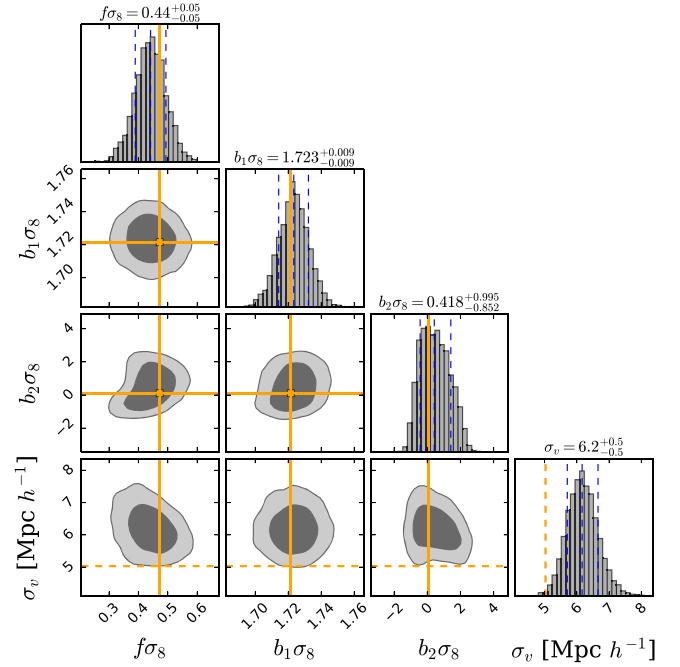 fσ₈ = 0.44⁺⁰·⁰⁵₋₀.₀₅
1.76
1.74
1.72
1.70
b₁σ₈
b₁σ₈ = 1.723⁺⁰·⁰⁰⁹₋₀.₀₀₉
4
2
0
−2
b₂σ₈
b₂σ₈ = 0.418⁺⁰·⁹⁹⁵₋₀.₈₅₂
8
7
6
5
σᵥ [Mpc h⁻¹]
σᵥ = 6.2⁺⁰·⁵₋₀.₅
0.3 0.4 0.5 0.6
1.70 1.72 1.74 1.76
−2 0 2 4
5 6 7 8
fσ₈
b₁σ₈
b₂σ₈
σᵥ [Mpc h⁻¹]